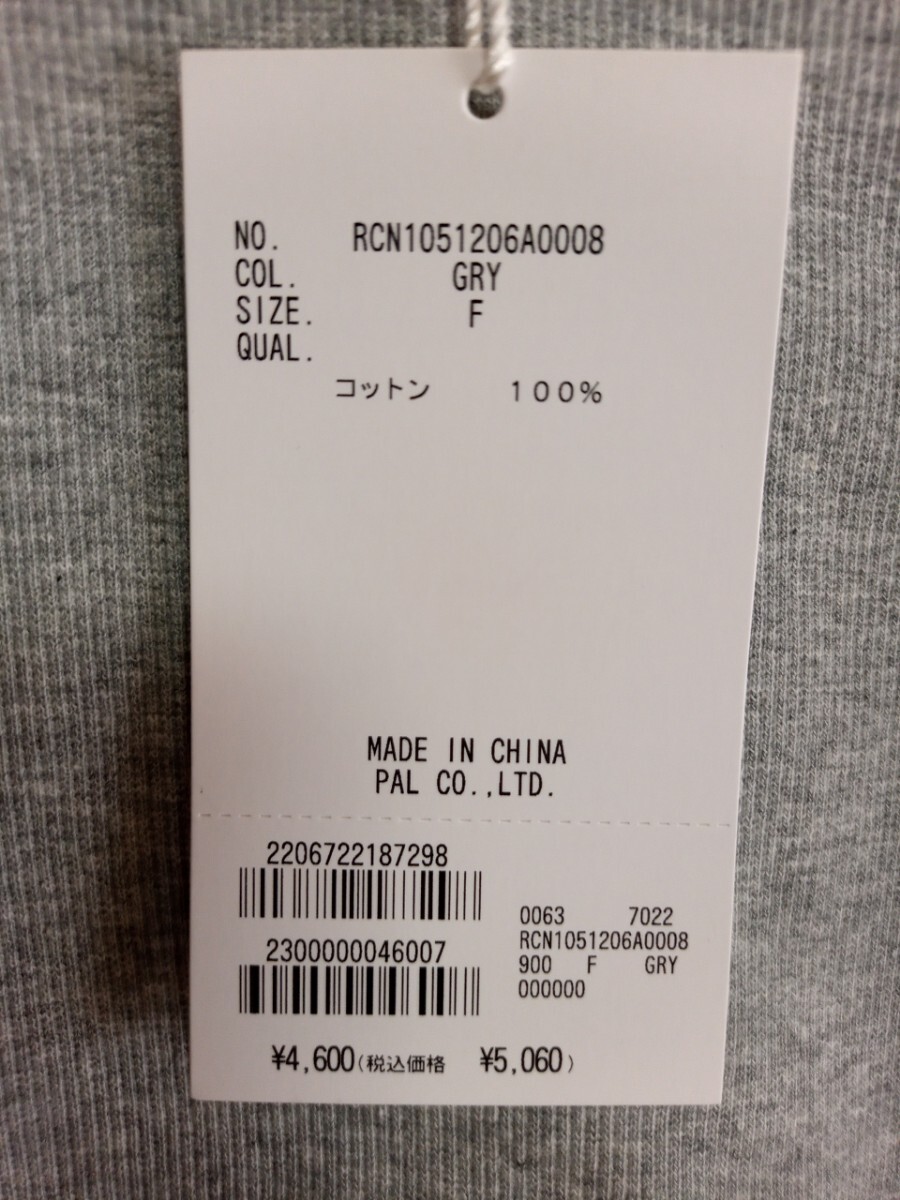 NO. RCN1051206A0008
COL. GRY
SIZE. F
QUAL.
コットン 100%
MADE IN CHINA
PAL CO.,LTD.
2206722187298
2300000046007
0063 7022
RCN1051206A0008
900 F GRY
000000
¥4,600(税込価格 ¥5,060)